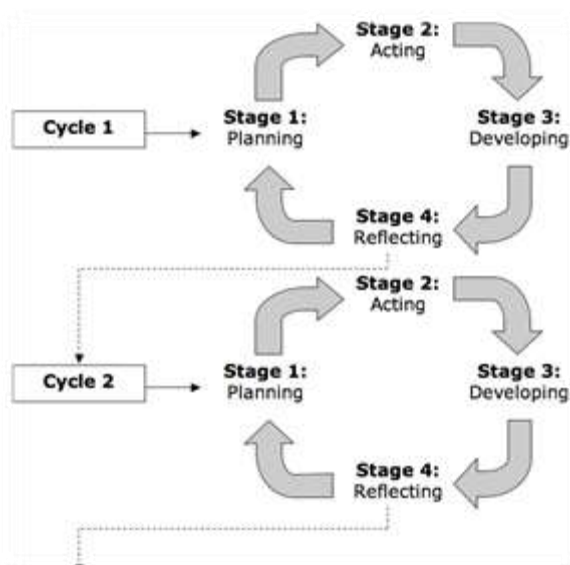 Stage 2:
Acting
Cycle 1
Stage 1:
Planning
Stage 3:
Developing
Stage 4:
Reflecting
Stage 2:
Acting
Cycle 2
Stage 1:
Planning
Stage 3:
Developing
Stage 4:
Reflecting